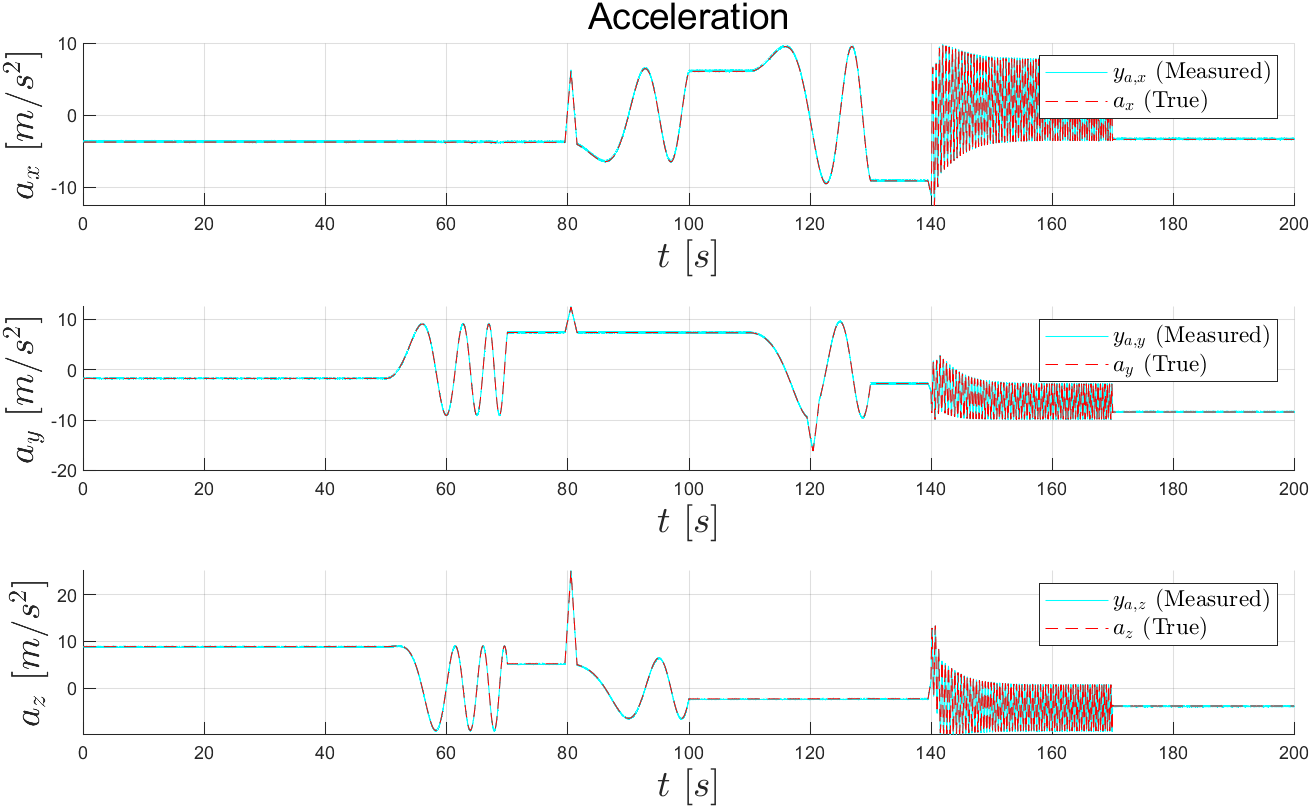 Acceleration
a_x [m/s^2]
10
0
-10
y_{a,x} (Measured)
a_x (True)
0 20 40 60 80 100 120 140 160 180 200
t [s]
a_y [m/s^2]
10
0
-10
-20
y_{a,y} (Measured)
a_y (True)
0 20 40 60 80 100 120 140 160 180 200
t [s]
a_z [m/s^2]
20
10
0
y_{a,z} (Measured)
a_z (True)
0 20 40 60 80 100 120 140 160 180 200
t [s]